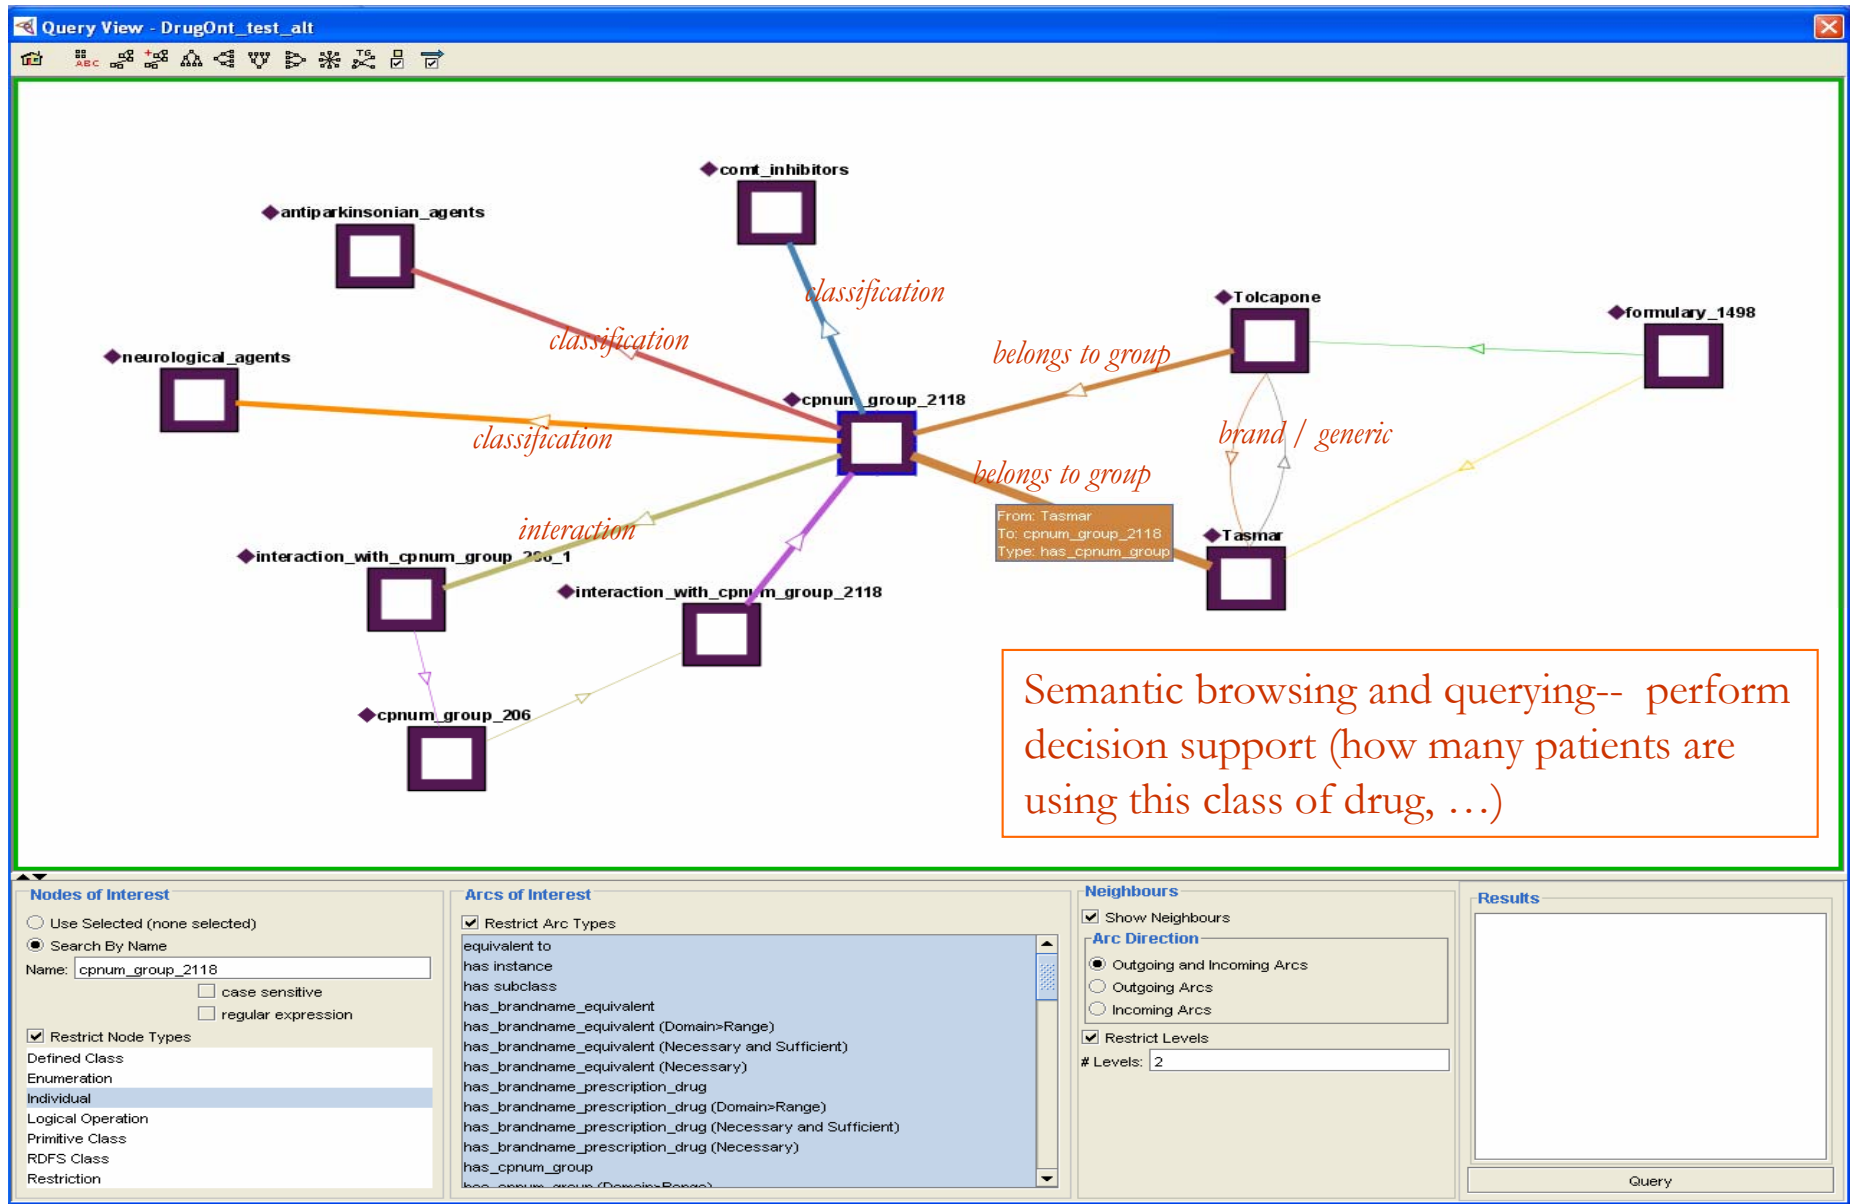 Query View - DrugOnt_test_alt
ABC
TG
comt_inhibitors
antiparkinsonian_agents
classification
Tolcapone
formulary_1498
classification
belongs to group
neurological_agents
cpnum_group_2118
classification
brand / generic
belongs to group
interaction
From: Tasmar
To: cpnum_group_2118
Type: has_cpnum_group
Tasmar
interaction_with_cpnum_group_206_1
interaction_with_cpnum_group_2118
cpnum_group_206
Semantic browsing and querying-- perform
decision support (how many patients are
using this class of drug, …)
Nodes of Interest
Use Selected (none selected)
Search By Name
Name: cpnum_group_2118
case sensitive
regular expression
Restrict Node Types
Defined Class
Enumeration
Individual
Logical Operation
Primitive Class
RDFS Class
Restriction
Arcs of Interest
Restrict Arc Types
equivalent to
has instance
has subclass
has_brandname_equivalent
has_brandname_equivalent (Domain>Range)
has_brandname_equivalent (Necessary and Sufficient)
has_brandname_equivalent (Necessary)
has_brandname_prescription_drug
has_brandname_prescription_drug (Domain>Range)
has_brandname_prescription_drug (Necessary and Sufficient)
has_brandname_prescription_drug (Necessary)
has_cpnum_group
has_cpnum_group (Domain>Range)
Neighbours
Show Neighbours
Arc Direction
Outgoing and Incoming Arcs
Outgoing Arcs
Incoming Arcs
Restrict Levels
# Levels: 2
Results
Query